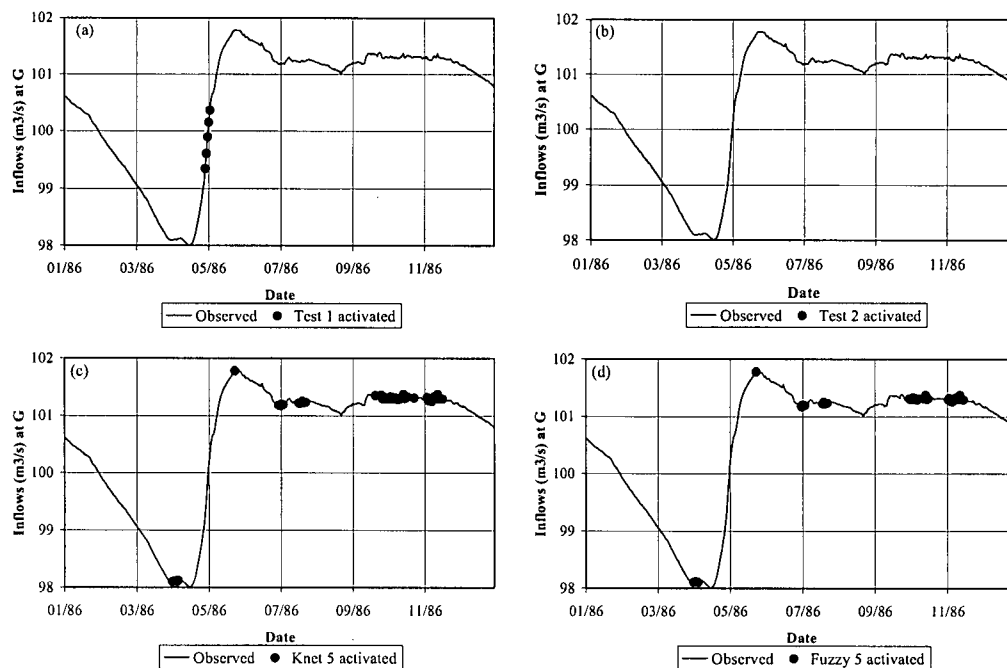 (a)
Inflows (m3/s) at G
102
101
100
99
98
01/86 03/86 05/86 07/86 09/86 11/86
Date
Observed Test 1 activated
(b)
Inflows (m3/s) at G
102
101
100
99
98
01/86 03/86 05/86 07/86 09/86 11/86
Date
Observed Test 2 activated
(c)
Inflows (m3/s) at G
102
101
100
99
98
01/86 03/86 05/86 07/86 09/86 11/86
Date
Observed Knet 5 activated
(d)
Inflows (m3/s) at G
102
101
100
99
98
01/86 03/86 05/86 07/86 09/86 11/86
Date
Observed Fuzzy 5 activated